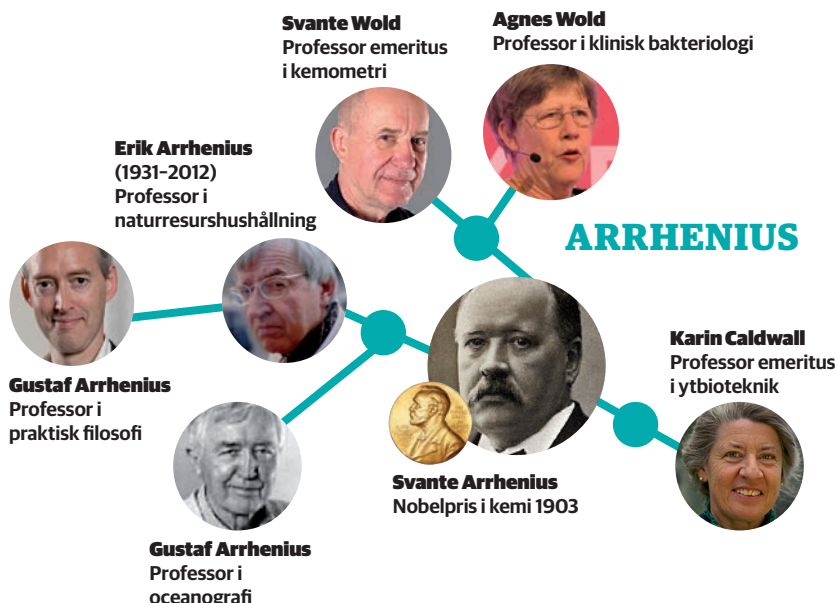 Svante Wold
Professor emeritus
i kemometri
Agnes Wold
Professor i klinisk bakteriologi
Erik Arrhenius
(1931–2012)
Professor i
naturresurshushållning
ARRHENIUS
Gustaf Arrhenius
Professor i
praktisk filosofi
Karin Caldwall
Professor emeritus
i ytbioteknik
Svante Arrhenius
Nobelpris i kemi 1903
Gustaf Arrhenius
Professor i
oceanografi